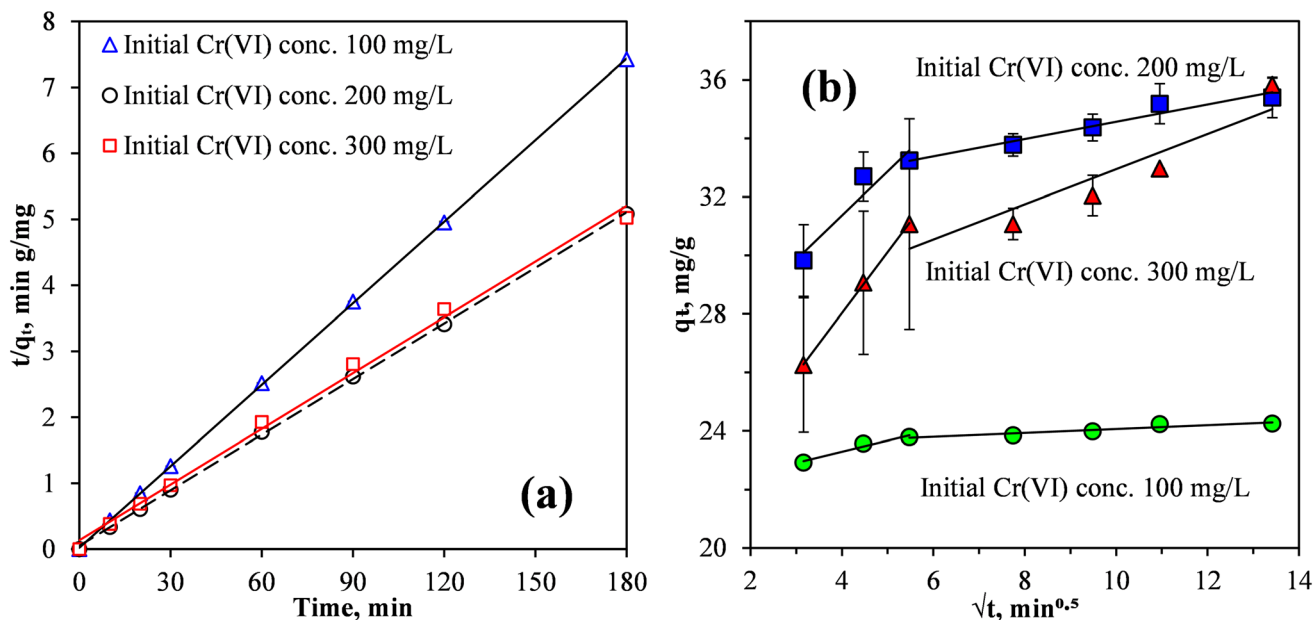 8
7
6
5
4
3
2
1
0
t/qₜ, min g/mg
Initial Cr(VI) conc. 100 mg/L
Initial Cr(VI) conc. 200 mg/L
Initial Cr(VI) conc. 300 mg/L
(a)
0 30 60 90 120 150 180
Time, min
36
32
28
24
20
qₜ, mg/g
(b)
Initial Cr(VI) conc. 200 mg/L
Initial Cr(VI) conc. 300 mg/L
Initial Cr(VI) conc. 100 mg/L
2 4 6 8 10 12 14
√t, min⁰·⁵